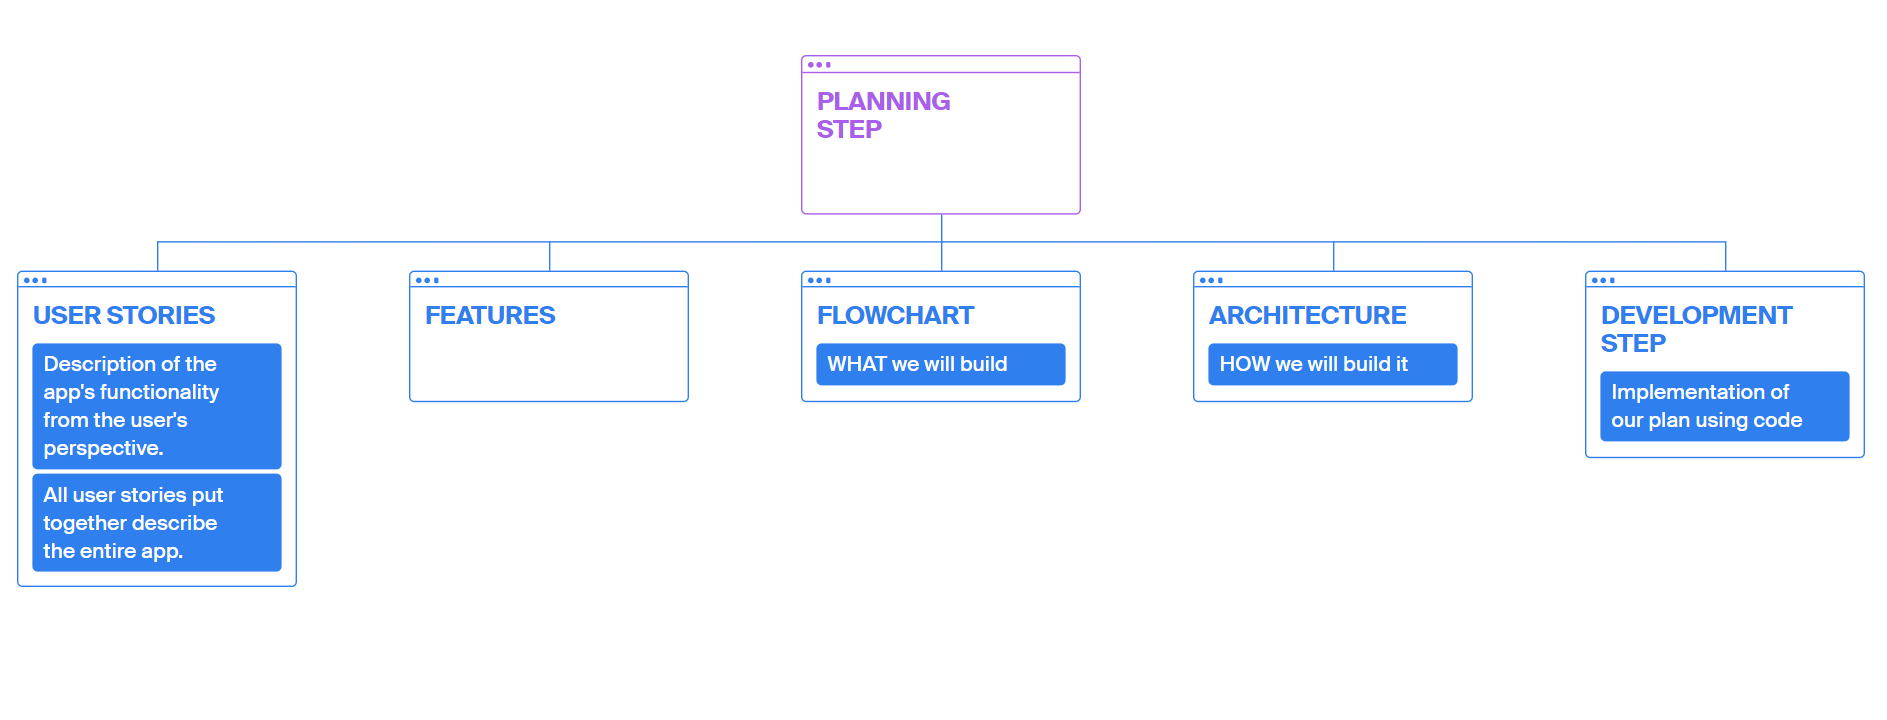 PLANNING
STEP
USER STORIES
Description of the
app's functionality
from the user's
perspective.
All user stories put
together describe
the entire app.
FEATURES
FLOWCHART
WHAT we will build
ARCHITECTURE
HOW we will build it
DEVELOPMENT
STEP
Implementation of
our plan using code